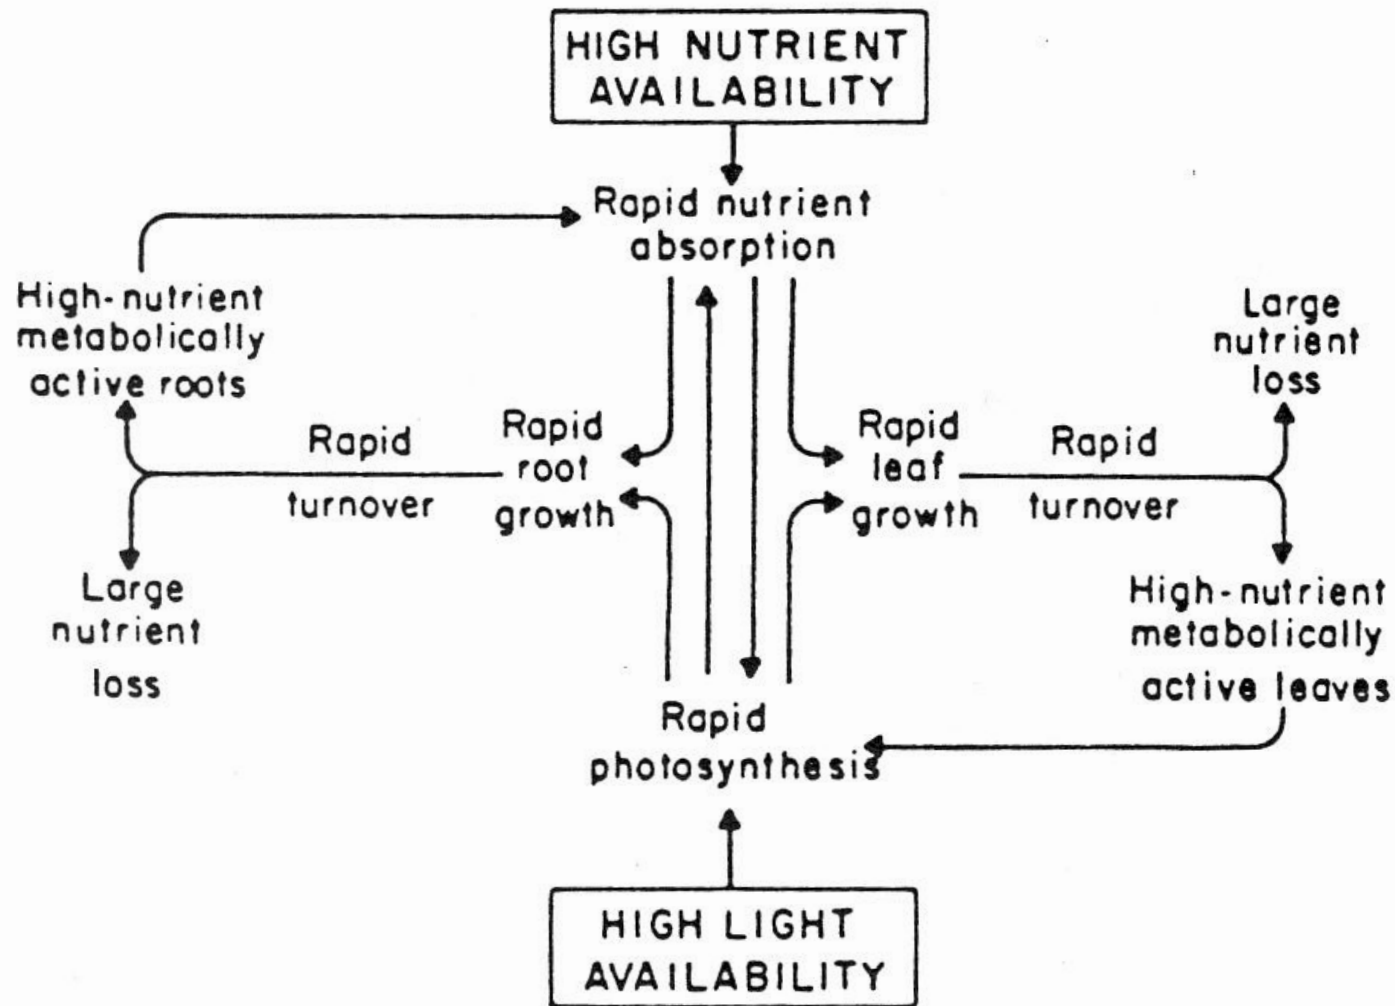 HIGH NUTRIENT
AVAILABILITY
Rapid nutrient
absorption
High-nutrient
metabolically
active roots
Large
nutrient
loss
Rapid
turnover
Rapid
root
growth
Rapid
leaf
growth
Rapid
turnover
Large
nutrient
loss
High-nutrient
metabolically
active leaves
Rapid
photosynthesis
HIGH LIGHT
AVAILABILITY